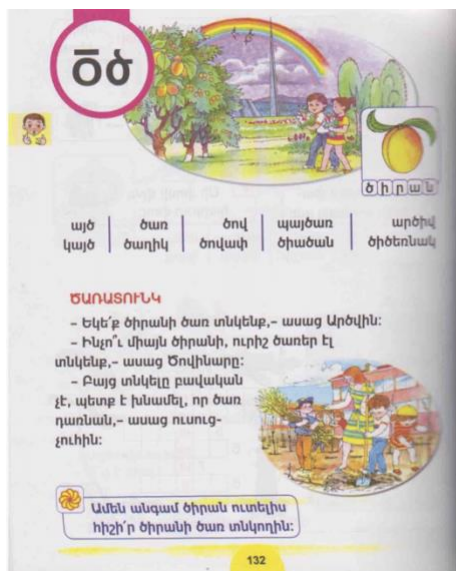 Ծծ
ծիրան
այծ ծառ ծով պայծառ արծիվ
կայծ ծաղիկ ծովափ ծիածան ծիծեռնակ
ԾԱՌԱՏՈՒՆԿ
– Եկե՛ք ծիրանի ծառ տնկենք,– ասաց Արծվին:
– Ինչո՞ւ միայն ծիրանի, ուրիշ ծառեր էլ
տնկենք,– ասաց Ծովինարը:
– Բայց տնկելը բավական
չէ, պետք է խնամել, որ ծառ
դառնան,– ասաց ուսուց-
չուհին:
Ամեն անգամ ծիրան ուտելիս
հիշի՛ր ծիրանի ծառ տնկողին:
132